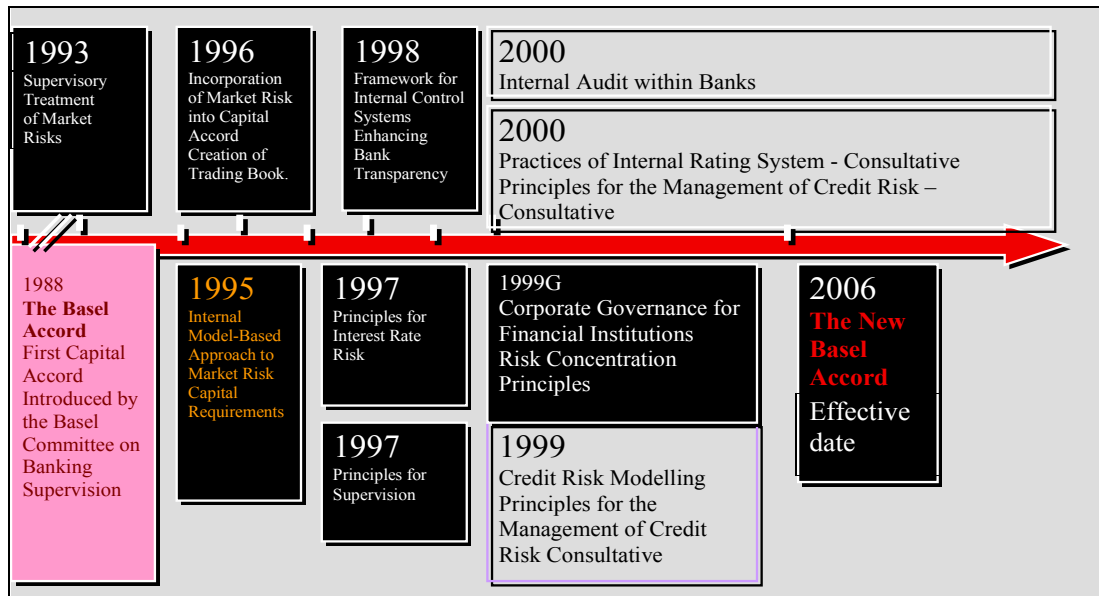 1993
Supervisory
Treatment
of Market
Risks
1996
Incorporation
of Market Risk
into Capital
Accord
Creation of
Trading Book.
1998
Framework for
Internal Control
Systems
Enhancing
Bank
Transparency
2000
Internal Audit within Banks
2000
Practices of Internal Rating System - Consultative
Principles for the Management of Credit Risk –
Consultative
1988
The Basel
Accord
First Capital
Accord
Introduced by
the Basel
Committee on
Banking
Supervision
1995
Internal
Model-Based
Approach to
Market Risk
Capital
Requirements
1997
Principles for
Interest Rate
Risk
1997
Principles for
Supervision
1999G
Corporate Governance for
Financial Institutions
Risk Concentration
Principles
1999
Credit Risk Modelling
Principles for the
Management of Credit
Risk Consultative
2006
The New
Basel
Accord
Effective
date